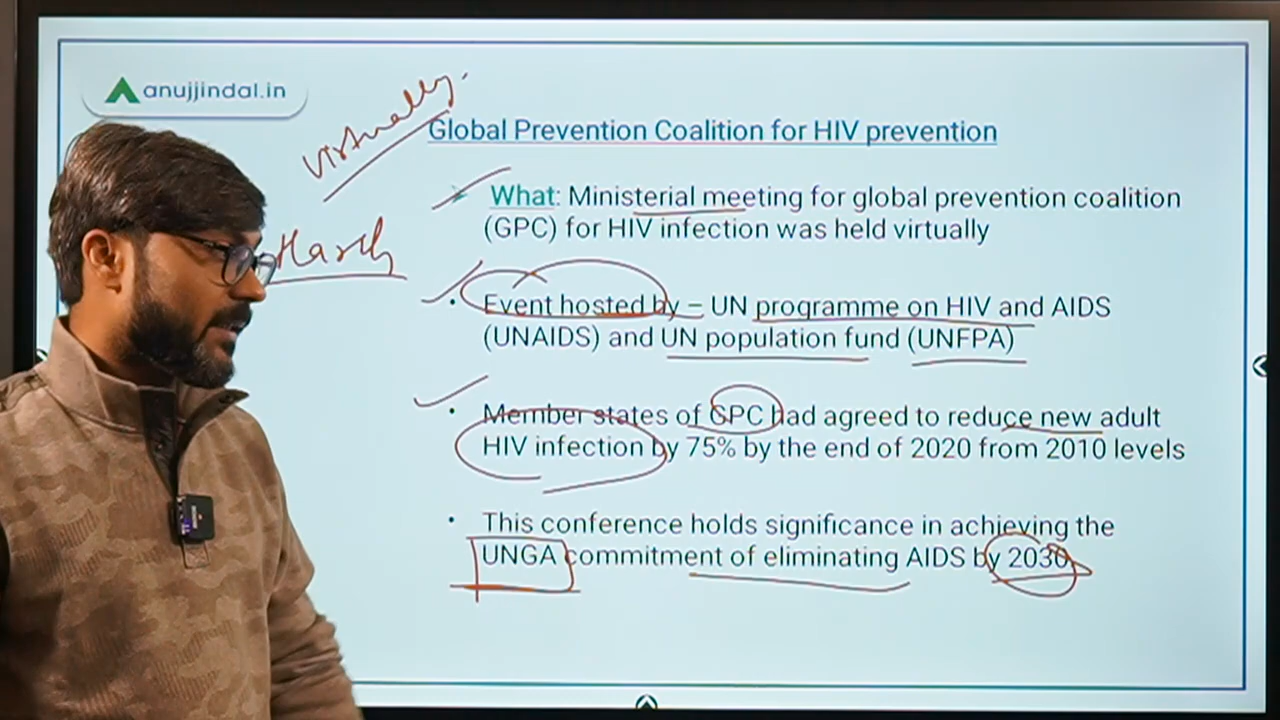 anujjindal.in
virtually.
Global Prevention Coalition for HIV prevention
What: Ministerial meeting for global prevention coalition
(GPC) for HIV infection was held virtually
Harsh
• Event hosted by – UN programme on HIV and AIDS
(UNAIDS) and UN population fund (UNFPA)
• Member states of GPC had agreed to reduce new adult
HIV infection by 75% by the end of 2020 from 2010 levels
• This conference holds significance in achieving the
UNGA commitment of eliminating AIDS by 2030